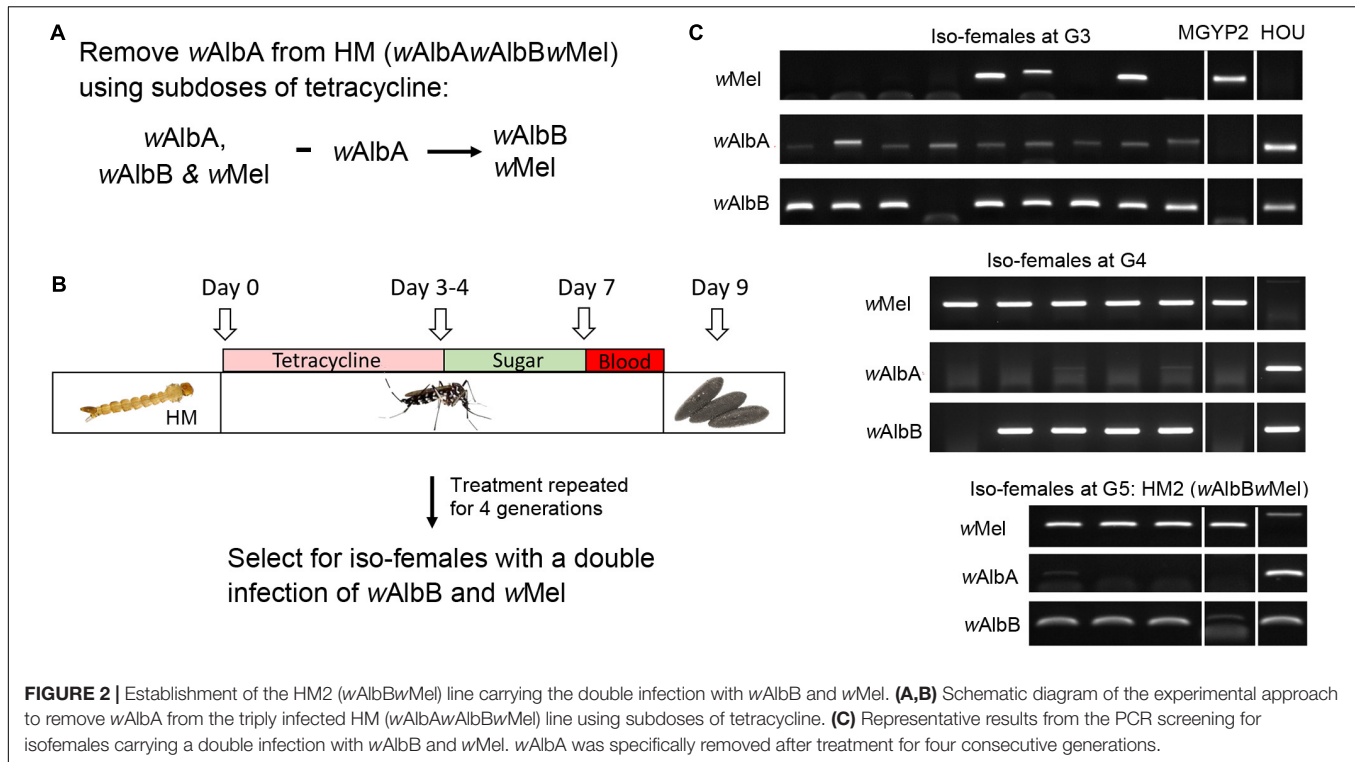 A
Remove wAlbA from HM (wAlbAwAlbBwMel)
using subdoses of tetracycline:
wAlbA,
wAlbB & wMel
-
wAlbA
wAlbB
wMel
B
Day 0
Day 3-4
Day 7
Day 9
Tetracycline
Sugar
Blood
HM
Treatment repeated
for 4 generations
Select for iso-females with a double
infection of wAlbB and wMel
C
Iso-females at G3
MGYP2
HOU
wMel
wAlbA
wAlbB
Iso-females at G4
wMel
wAlbA
wAlbB
Iso-females at G5: HM2 (wAlbBwMel)
wMel
wAlbA
wAlbB
FIGURE 2 | Establishment of the HM2 (wAlbBwMel) line carrying the double infection with wAlbB and wMel. (A,B) Schematic diagram of the experimental approach
to remove wAlbA from the triply infected HM (wAlbAwAlbBwMel) line using subdoses of tetracycline. (C) Representative results from the PCR screening for
isofemales carrying a double infection with wAlbB and wMel. wAlbA was specifically removed after treatment for four consecutive generations.